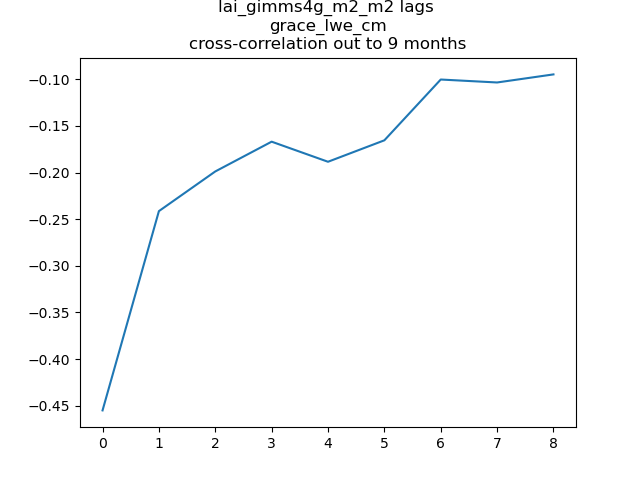 lai_gimms4g_m2_m2 lags
grace_lwe_cm
cross-correlation out to 9 months
−0.10
−0.15
−0.20
−0.25
−0.30
−0.35
−0.40
−0.45
0 1 2 3 4 5 6 7 8